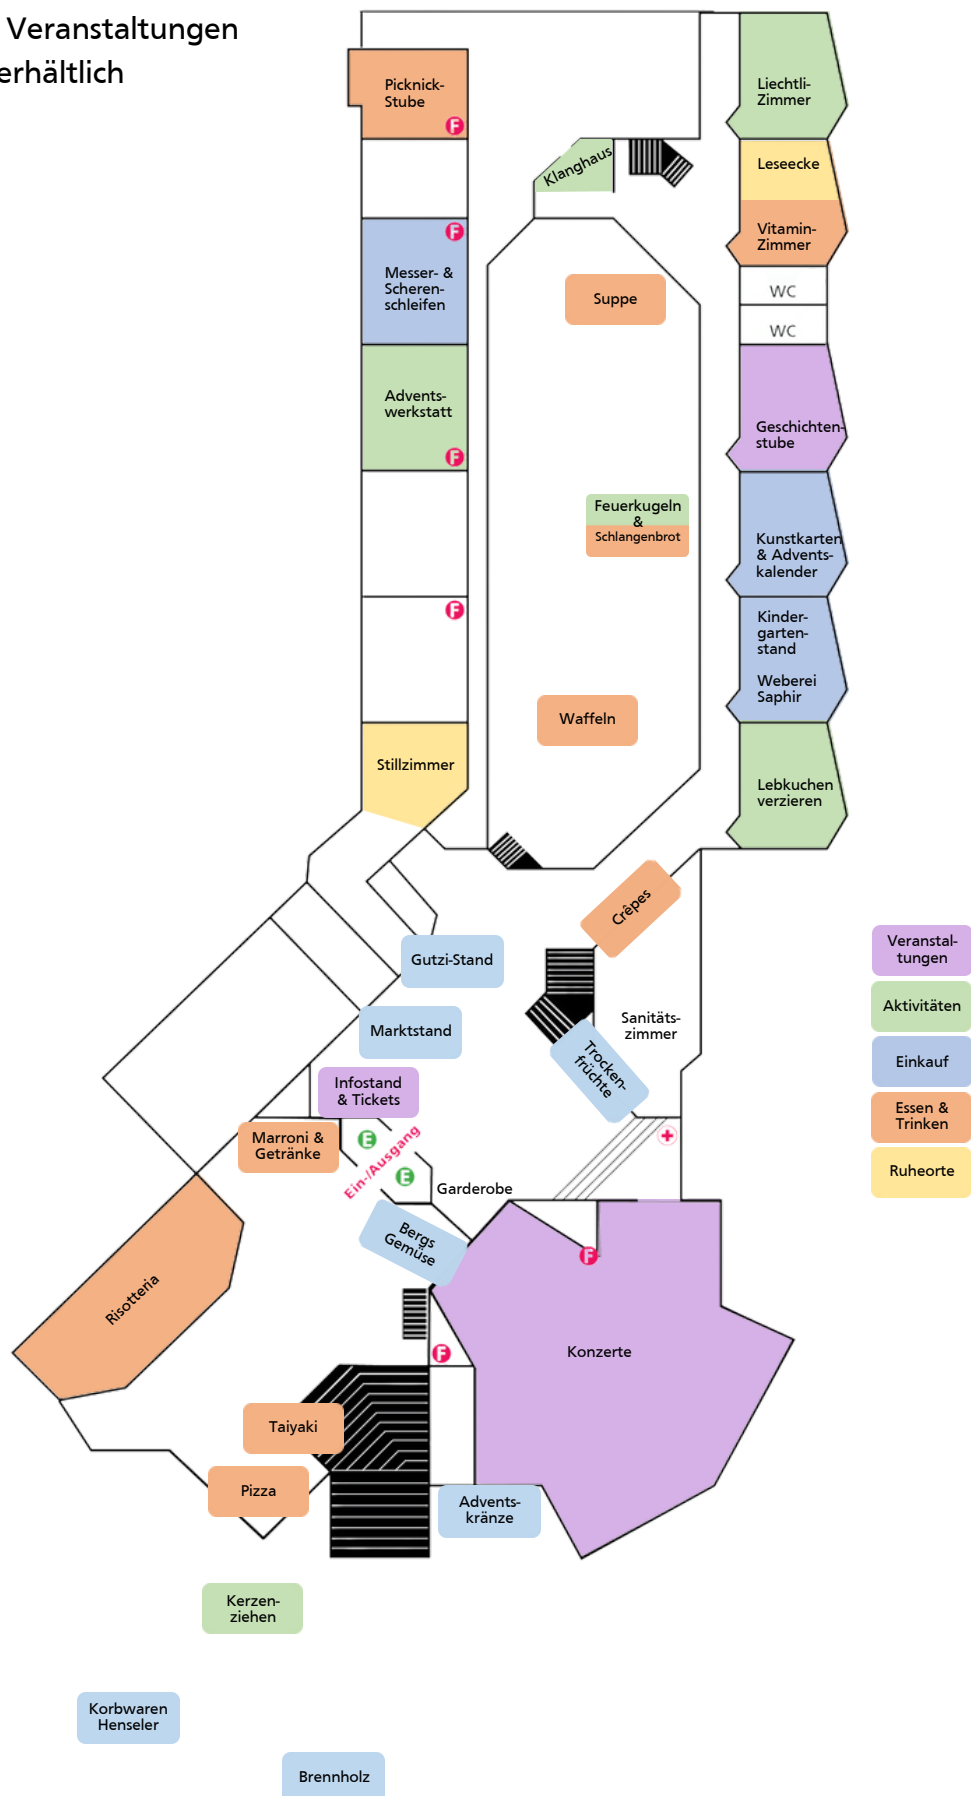 Veranstaltungen
erhältlich
Picknick-
Stube
F
Liechtli-
Zimmer
Klanghaus
Leseecke
Vitamin-
Zimmer
F
Messer- &
Scheren-
schleifen
Suppe
WC
WC
Advents-
werkstatt
F
Geschichten-
stube
Feuerkugeln
&
Schlangenbrot
Kunstkarten
& Advents-
kalender
F
Kinder-
garten-
stand
Weberei
Saphir
Waffeln
Stillzimmer
Lebkuchen
verzieren
Crêpes
Gutzi-Stand
Marktstand
Sanitäts-
zimmer
Trocken-
früchte
Infostand
& Tickets
Marroni &
Getränke
E
E
Ein-/Ausgang
Garderobe
Bergs
Gemüse
F
Risotteria
F
Konzerte
Taiyaki
Pizza
Advents-
kränze
Kerzen-
ziehen
Korbwaren
Henseler
Brennholz
Veranstal-
tungen
Aktivitäten
Einkauf
Essen &
Trinken
Ruheorte